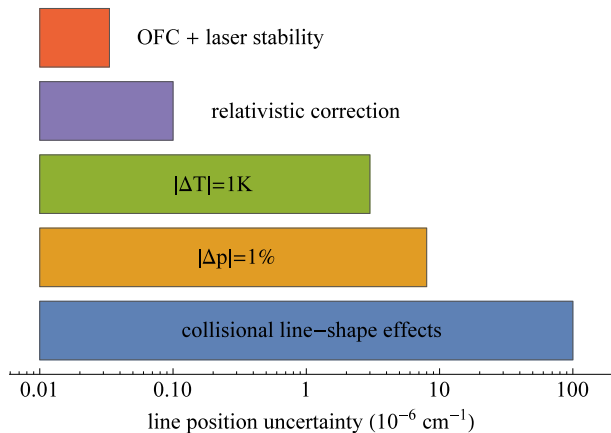 OFC + laser stability
relativistic correction
|ΔT|=1K
|Δp|=1%
collisional line−shape effects
0.01 0.10 1 10 100
line position uncertainty (10⁻⁶ cm⁻¹)